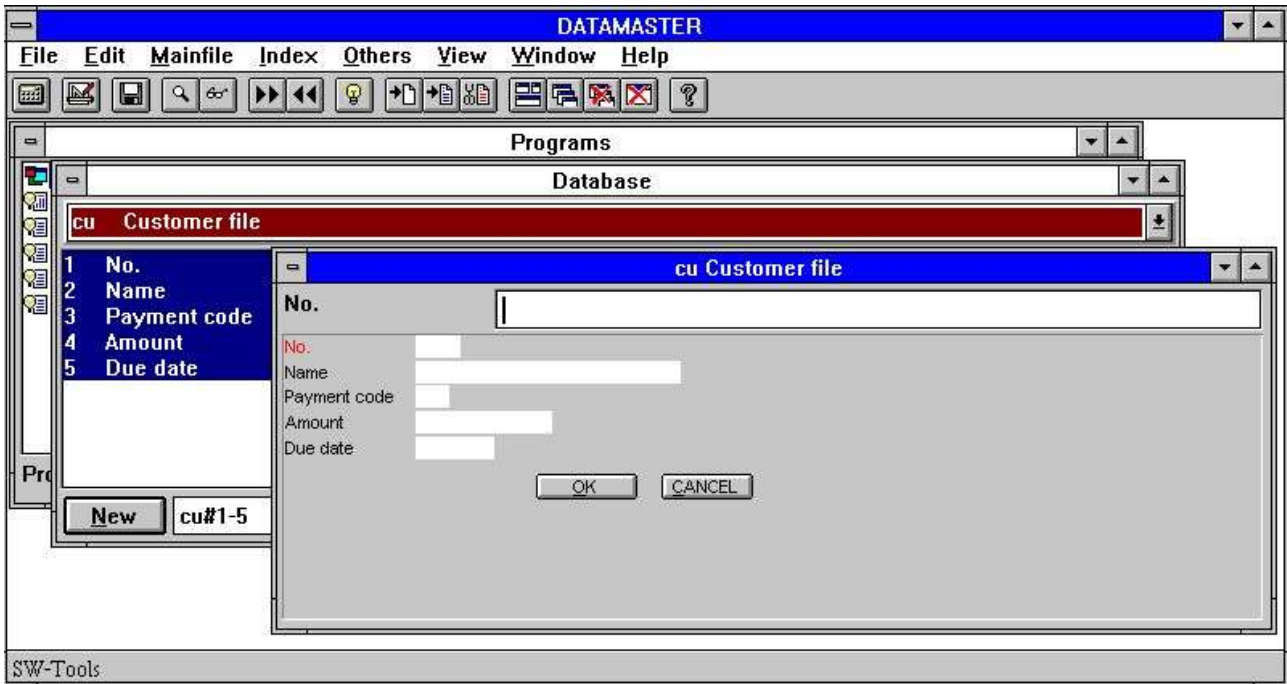 DATAMASTER
File Edit Mainfile Index Others View Window Help
Programs
Database
cu Customer file
1 No.
2 Name
3 Payment code
4 Amount
5 Due date
cu Customer file
No.
No.
Name
Payment code
Amount
Due date
OK CANCEL
Pro
New cu#1-5
SW-Tools